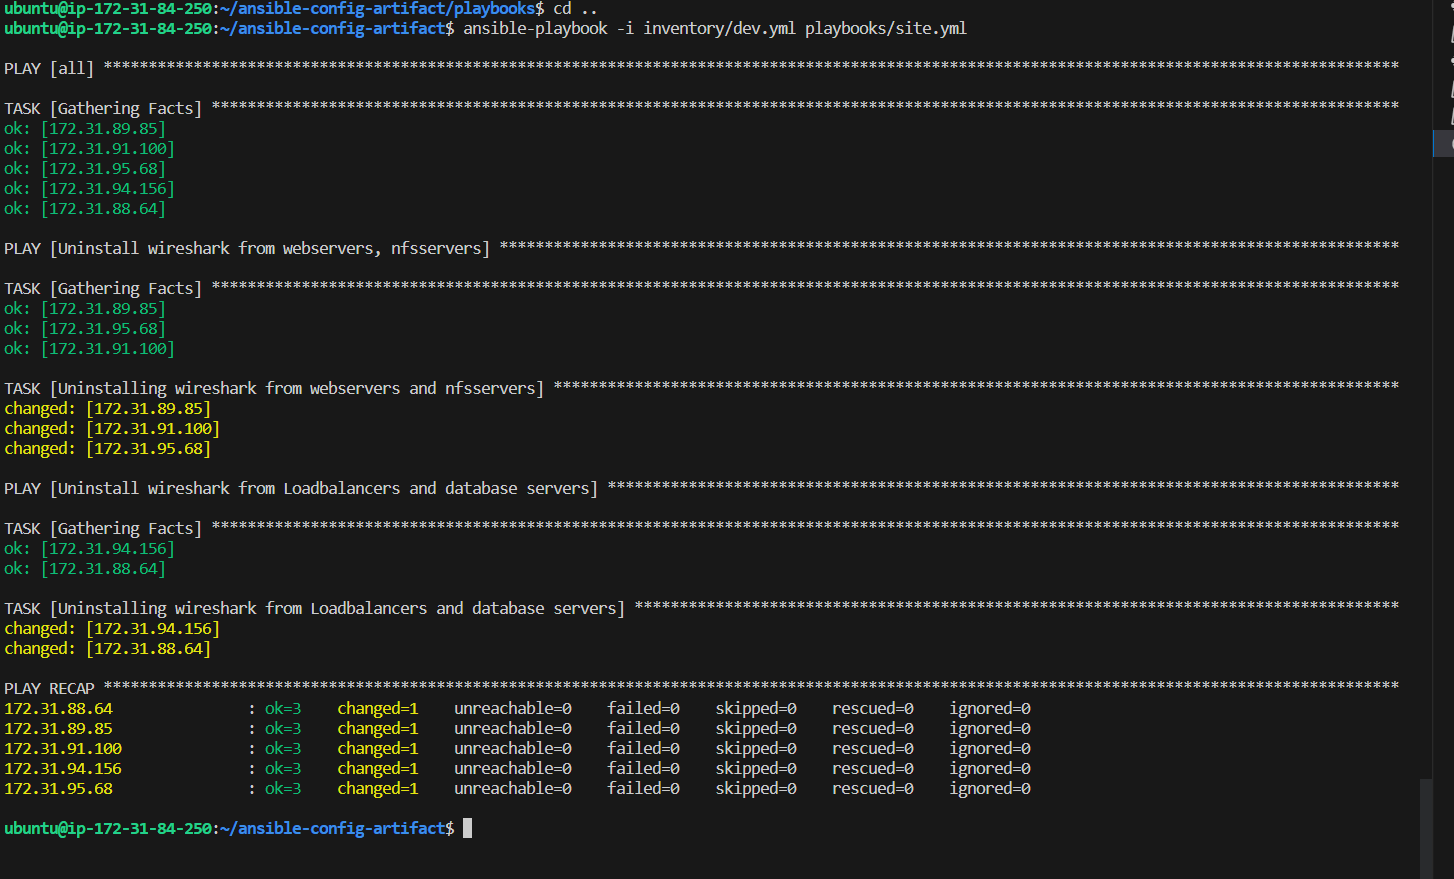 ubuntu@ip-172-31-84-250:~/ansible-config-artifact/playbooks$ cd ..
ubuntu@ip-172-31-84-250:~/ansible-config-artifact$ ansible-playbook -i inventory/dev.yml playbooks/site.yml
PLAY [all] ************************************************************************************************************************************************
TASK [Gathering Facts] ************************************************************************************************************************************
ok: [172.31.89.85]
ok: [172.31.91.100]
ok: [172.31.95.68]
ok: [172.31.94.156]
ok: [172.31.88.64]
PLAY [Uninstall wireshark from webservers, nfsservers] ****************************************************************************************************
TASK [Gathering Facts] ************************************************************************************************************************************
ok: [172.31.89.85]
ok: [172.31.95.68]
ok: [172.31.91.100]
TASK [Uninstalling wireshark from webservers and nfsservers] **********************************************************************************************
changed: [172.31.89.85]
changed: [172.31.91.100]
changed: [172.31.95.68]
PLAY [Uninstall wireshark from Loadbalancers and database servers] ****************************************************************************************
TASK [Gathering Facts] ************************************************************************************************************************************
ok: [172.31.94.156]
ok: [172.31.88.64]
TASK [Uninstalling wireshark from Loadbalancers and database servers] *************************************************************************************
changed: [172.31.94.156]
changed: [172.31.88.64]
PLAY RECAP ************************************************************************************************************************************************
172.31.88.64               : ok=3    changed=1    unreachable=0    failed=0    skipped=0    rescued=0    ignored=0
172.31.89.85               : ok=3    changed=1    unreachable=0    failed=0    skipped=0    rescued=0    ignored=0
172.31.91.100              : ok=3    changed=1    unreachable=0    failed=0    skipped=0    rescued=0    ignored=0
172.31.94.156              : ok=3    changed=1    unreachable=0    failed=0    skipped=0    rescued=0    ignored=0
172.31.95.68               : ok=3    changed=1    unreachable=0    failed=0    skipped=0    rescued=0    ignored=0
ubuntu@ip-172-31-84-250:~/ansible-config-artifact$